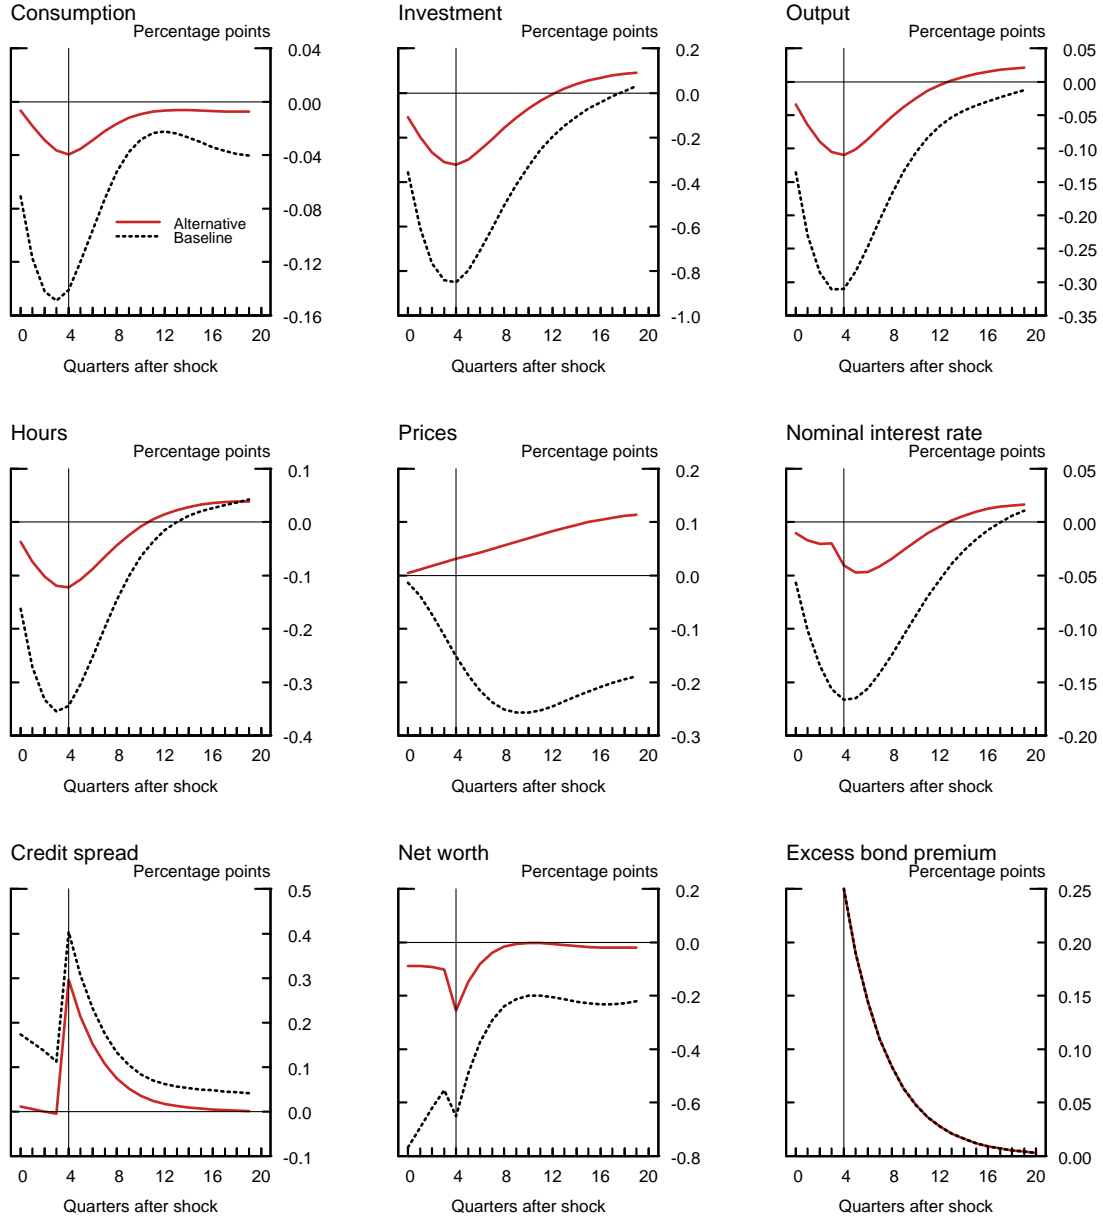 Consumption
Percentage points
0.04
0.00
-0.04
-0.08
-0.12
-0.16
Alternative
Baseline
0 4 8 12 16 20
Quarters after shock
Investment
Percentage points
0.2
0.0
-0.2
-0.4
-0.6
-0.8
-1.0
0 4 8 12 16 20
Quarters after shock
Output
Percentage points
0.05
0.00
-0.05
-0.10
-0.15
-0.20
-0.25
-0.30
-0.35
0 4 8 12 16 20
Quarters after shock
Hours
Percentage points
0.1
0.0
-0.1
-0.2
-0.3
-0.4
0 4 8 12 16 20
Quarters after shock
Prices
Percentage points
0.2
0.1
0.0
-0.1
-0.2
-0.3
0 4 8 12 16 20
Quarters after shock
Nominal interest rate
Percentage points
0.05
0.00
-0.05
-0.10
-0.15
-0.20
0 4 8 12 16 20
Quarters after shock
Credit spread
Percentage points
0.5
0.4
0.3
0.2
0.1
0.0
-0.1
0 4 8 12 16 20
Quarters after shock
Net worth
Percentage points
0.2
0.0
-0.2
-0.4
-0.6
-0.8
0 4 8 12 16 20
Quarters after shock
Excess bond premium
Percentage points
0.25
0.20
0.15
0.10
0.05
0.00
0 4 8 12 16 20
Quarters after shock